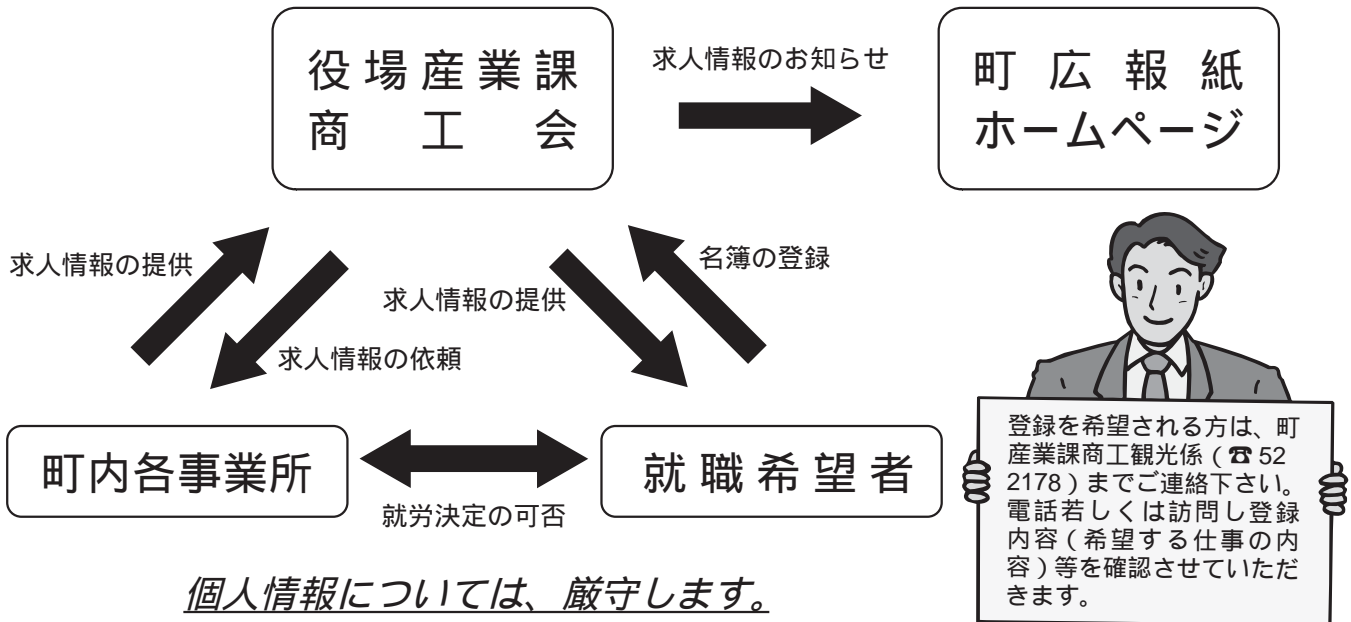 役場産業課
商工会
求人情報のお知らせ
町広報紙
ホームページ
求人情報の提供
求人情報の依頼
求人情報の提供
名簿の登録
町内各事業所
就労決定の可否
就職希望者
登録を希望される方は、町
産業課商工観光係（☎52
2178）までご連絡下さい。
電話若しくは訪問し登録
内容（希望する仕事の内
容）等を確認させていただ
きます。
個人情報については、厳守します。